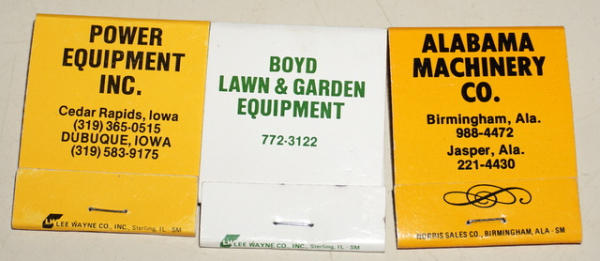 POWER
EQUIPMENT
INC.
Cedar Rapids, Iowa
(319) 365-0515
DUBUQUE, IOWA
(319) 583-9175
LEE WAYNE CO., INC., Sterling, IL - SM
BOYD
LAWN & GARDEN
EQUIPMENT
772-3122
LEE WAYNE CO., INC., Sterling, IL - SM
ALABAMA
MACHINERY
CO.
Birmingham, Ala.
988-4472
Jasper, Ala.
221-4430
NORRIS SALES CO., BIRMINGHAM, ALA - SM